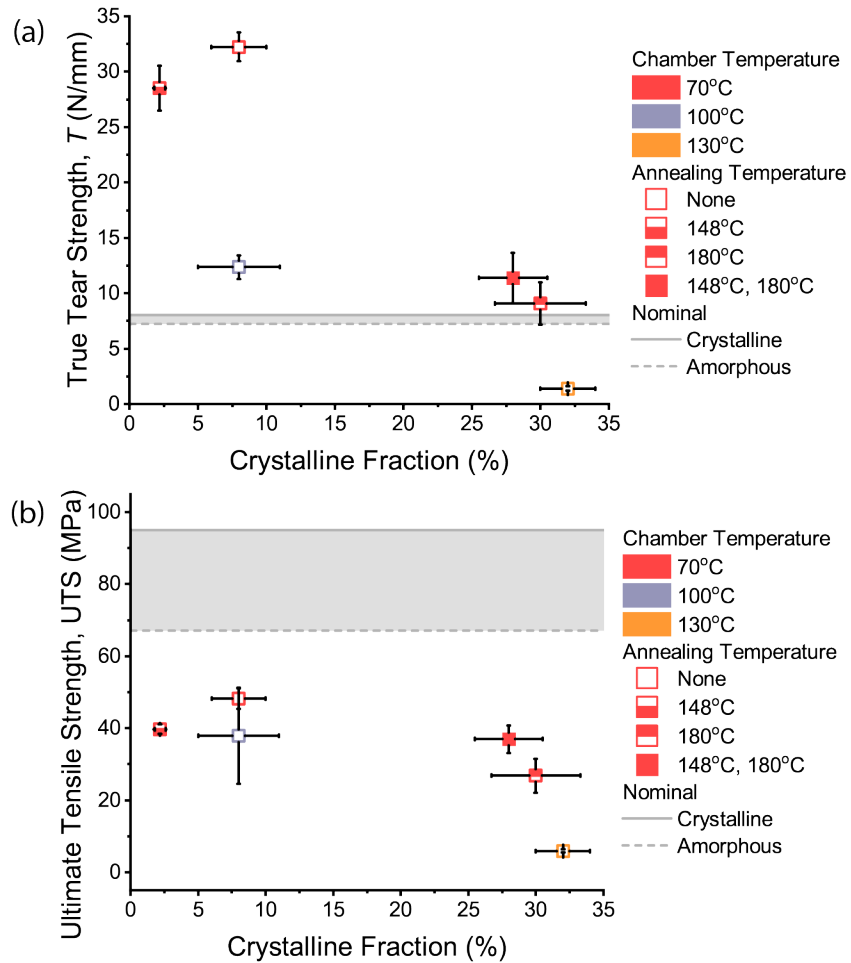 (a)
True Tear Strength, T (N/mm)
35
30
25
20
15
10
5
0
0 5 10 15 20 25 30 35
Crystalline Fraction (%)
Chamber Temperature
70°C
100°C
130°C
Annealing Temperature
None
148°C
180°C
148°C, 180°C
Nominal
Crystalline
Amorphous
(b)
Ultimate Tensile Strength, UTS (MPa)
100
80
60
40
20
0
0 5 10 15 20 25 30 35
Crystalline Fraction (%)
Chamber Temperature
70°C
100°C
130°C
Annealing Temperature
None
148°C
180°C
148°C, 180°C
Nominal
Crystalline
Amorphous